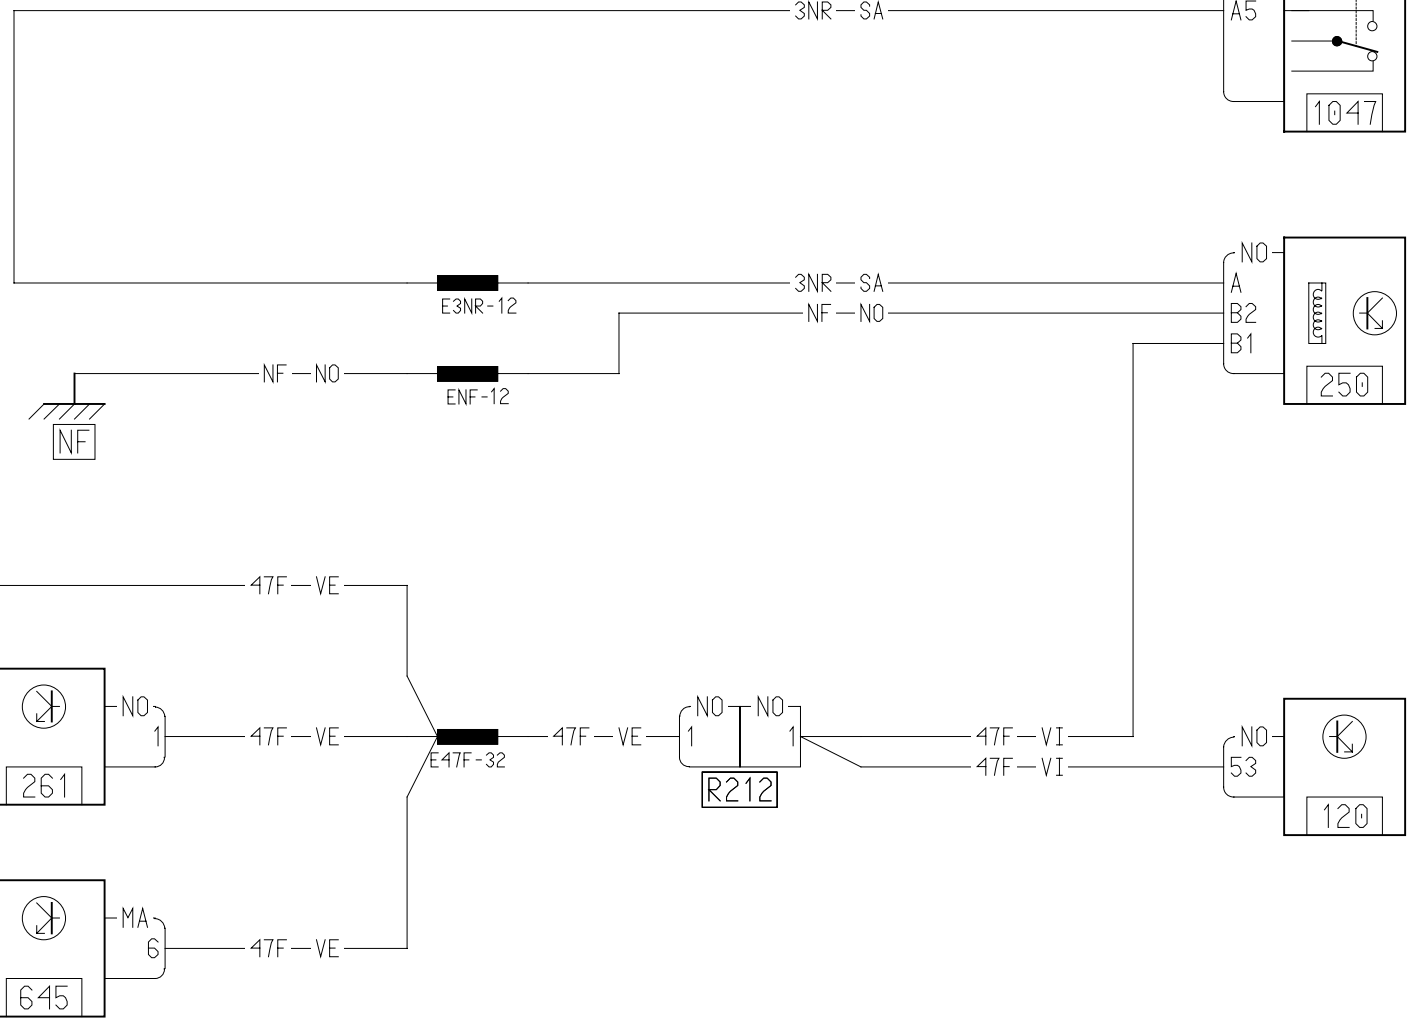 3NR SA A5
1047
NO
3NR SA A
E3NR-12
NF NO B2
B1
250
NF NO
ENF-12
NF
47F VE
NO
47F VE 1
E47F-32
261
47F VE
NO NO
1 1
R212
47F VI
47F VI
NO
53
120
MA
6 47F VE
645